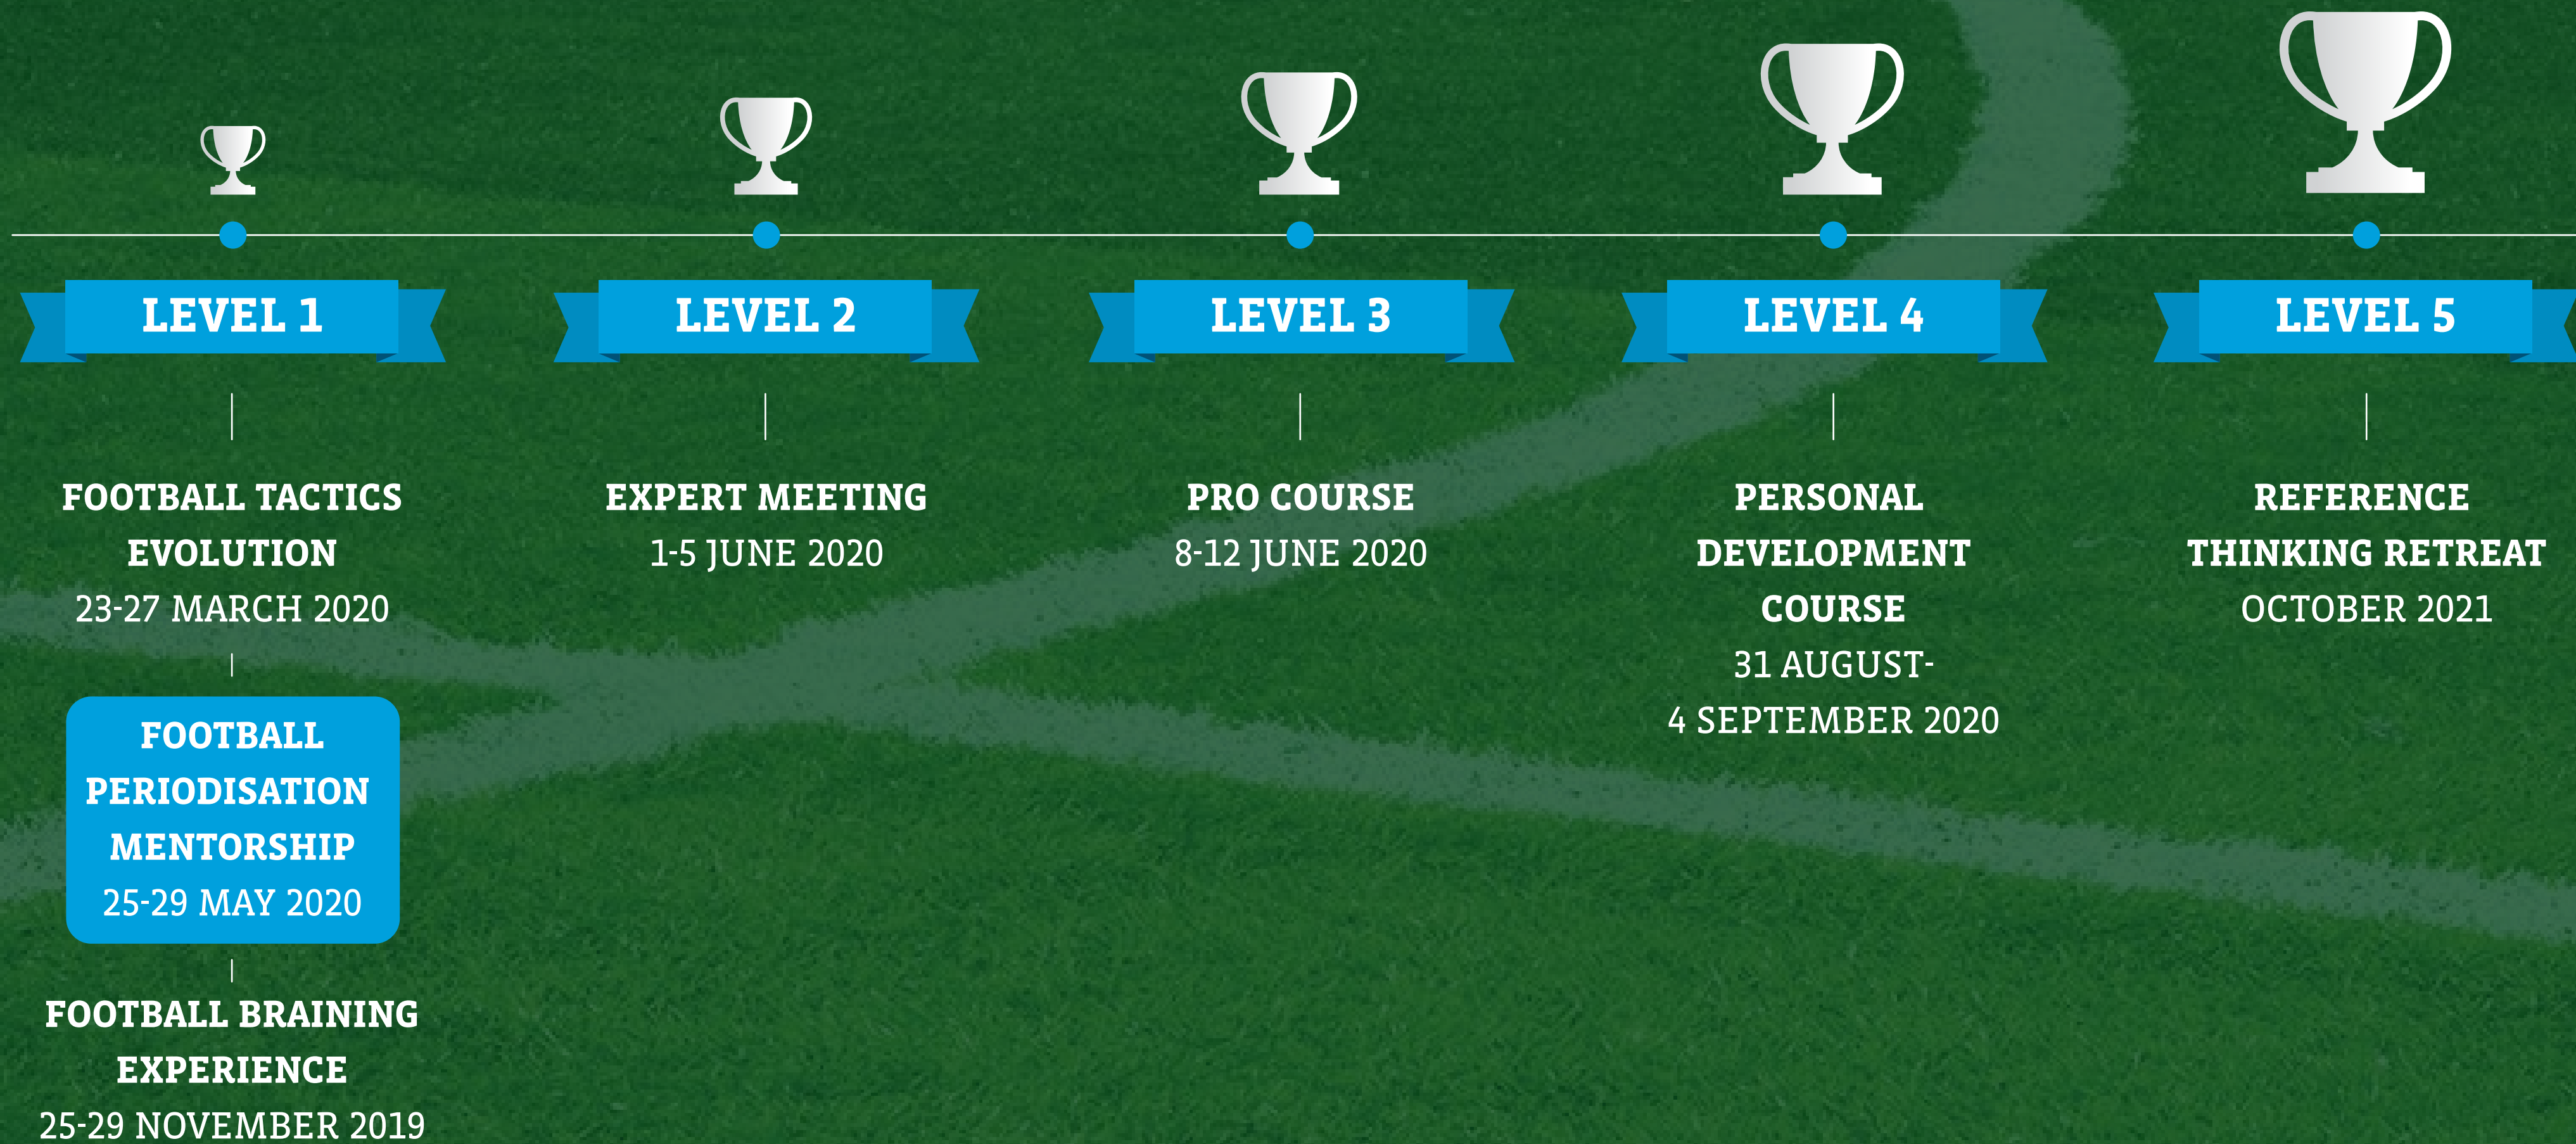 LEVEL 1
FOOTBALL TACTICS
EVOLUTION
23-27 MARCH 2020
FOOTBALL
PERIODISATION
MENTORSHIP
25-29 MAY 2020
FOOTBALL BRAINING
EXPERIENCE
25-29 NOVEMBER 2019
LEVEL 2
EXPERT MEETING
1-5 JUNE 2020
LEVEL 3
PRO COURSE
8-12 JUNE 2020
LEVEL 4
PERSONAL
DEVELOPMENT
COURSE
31 AUGUST-
4 SEPTEMBER 2020
LEVEL 5
REFERENCE
THINKING RETREAT
OCTOBER 2021